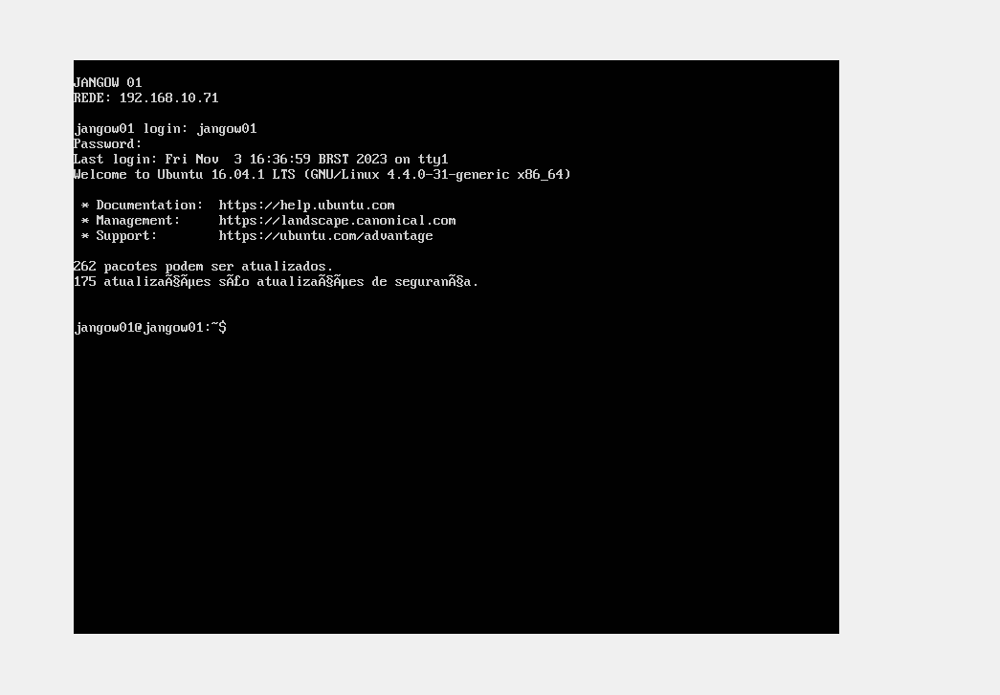 JANGOW 01
REDE: 192.168.10.71
jangow01 login: jangow01
Password:
Last login: Fri Nov  3 16:36:59 BRST 2023 on tty1
Welcome to Ubuntu 16.04.1 LTS (GNU/Linux 4.4.0-31-generic x86_64)
* Documentation:  https://help.ubuntu.com
* Management:     https://landscape.canonical.com
* Support:        https://ubuntu.com/advantage
262 pacotes podem ser atualizados.
175 atualizaÃ§Ãµes sÃ£o atualizaÃ§Ãµes de seguranÃ§a.
jangow01@jangow01:~$